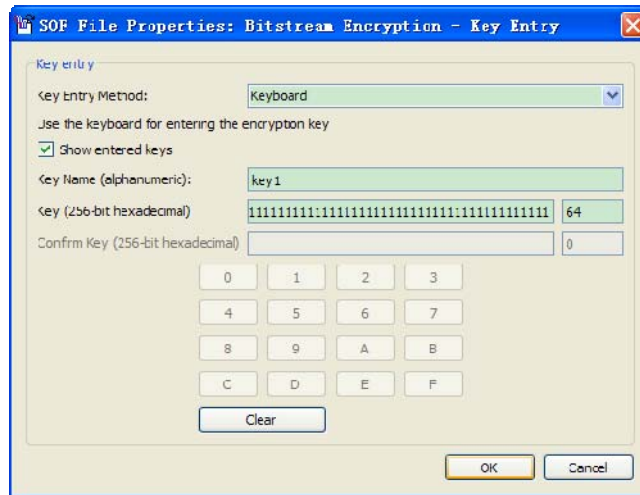 SOF File Properties: Bitstream Encryption - Key Entry
Key entry
Key Entry Method: Keyboard
Use the keyboard for entering the encryption key
Show entered keys
Key Name (alphanumeric): key1
Key (256-bit hexadecimal) 64
Confirm Key (256-bit hexadecimal) 0
0 1 2 3
4 5 6 7
8 9 A B
C D E F
Clear
OK Cancel